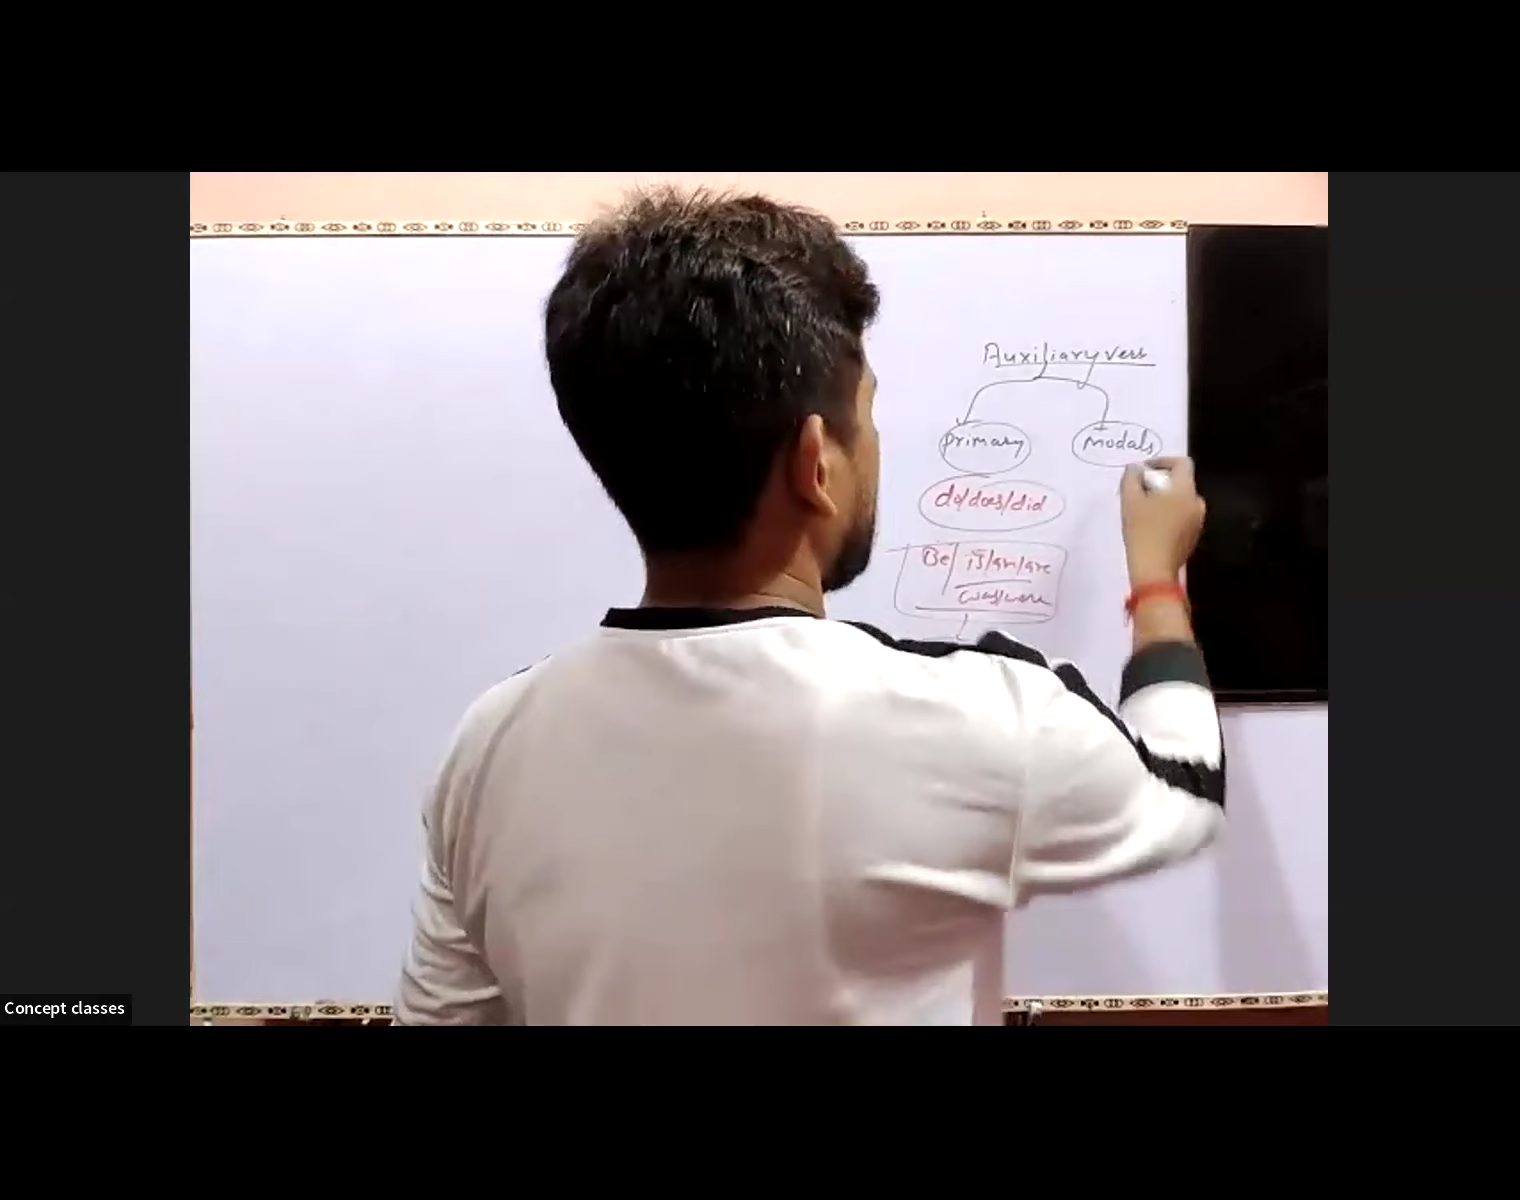 Auxiliary verb
primary
modals
do/does/did
Be/ is/am/are
was/were
Concept classes